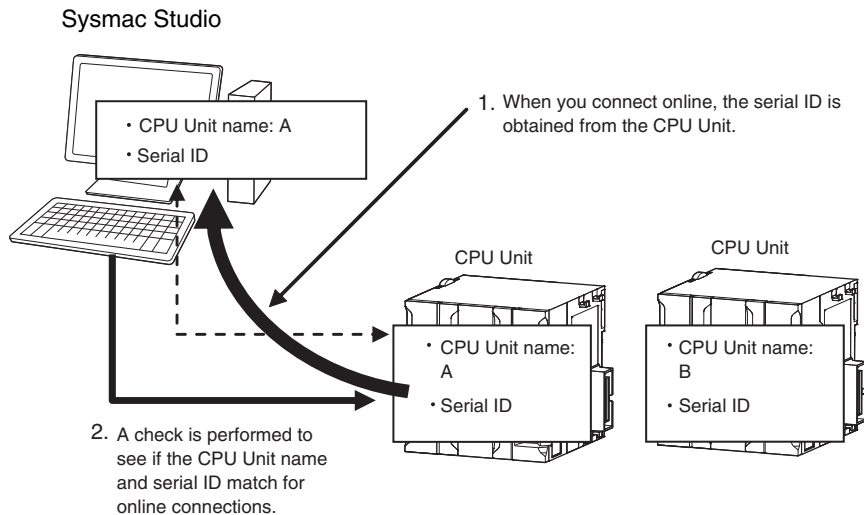 Sysmac Studio
• CPU Unit name: A
• Serial ID
1. When you connect online, the serial ID is
obtained from the CPU Unit.
CPU Unit
• CPU Unit name:
A
• Serial ID
CPU Unit
• CPU Unit name:
B
• Serial ID
2. A check is performed to
see if the CPU Unit name
and serial ID match for
online connections.